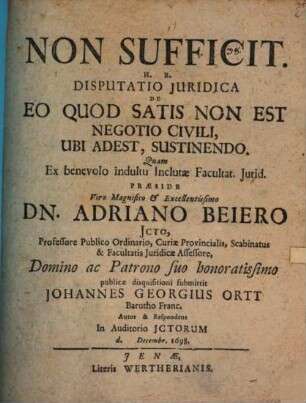 NON SUFFICIT.
H. E.
DISPUTATIO JURIDICA
DE
EO QUOD SATIS NON EST
NEGOTIO CIVILI,
UBI ADEST, SUSTINENDO.
Quam
Ex benevolo indultu Inclutæ Facultat. Jurid.
PRÆSIDE
Viro Magnifico & Excellentissimo
DN. ADRIANO BEIERO
JCTO,
Professore Publico Ordinario, Curiæ Provincialis, Scabinatus
& Facultatis Juridicæ Assessore,
Domino ac Patrono suo honoratissimo
publicæ disquisitioni submittit
JOHANNES GEORGIUS ORTT
Barutho Franc.
Autor & Respondens
In Auditorio JCTORUM
d. Decembr. 1698.
JENÆ,
Literis WERTHERIANIS.